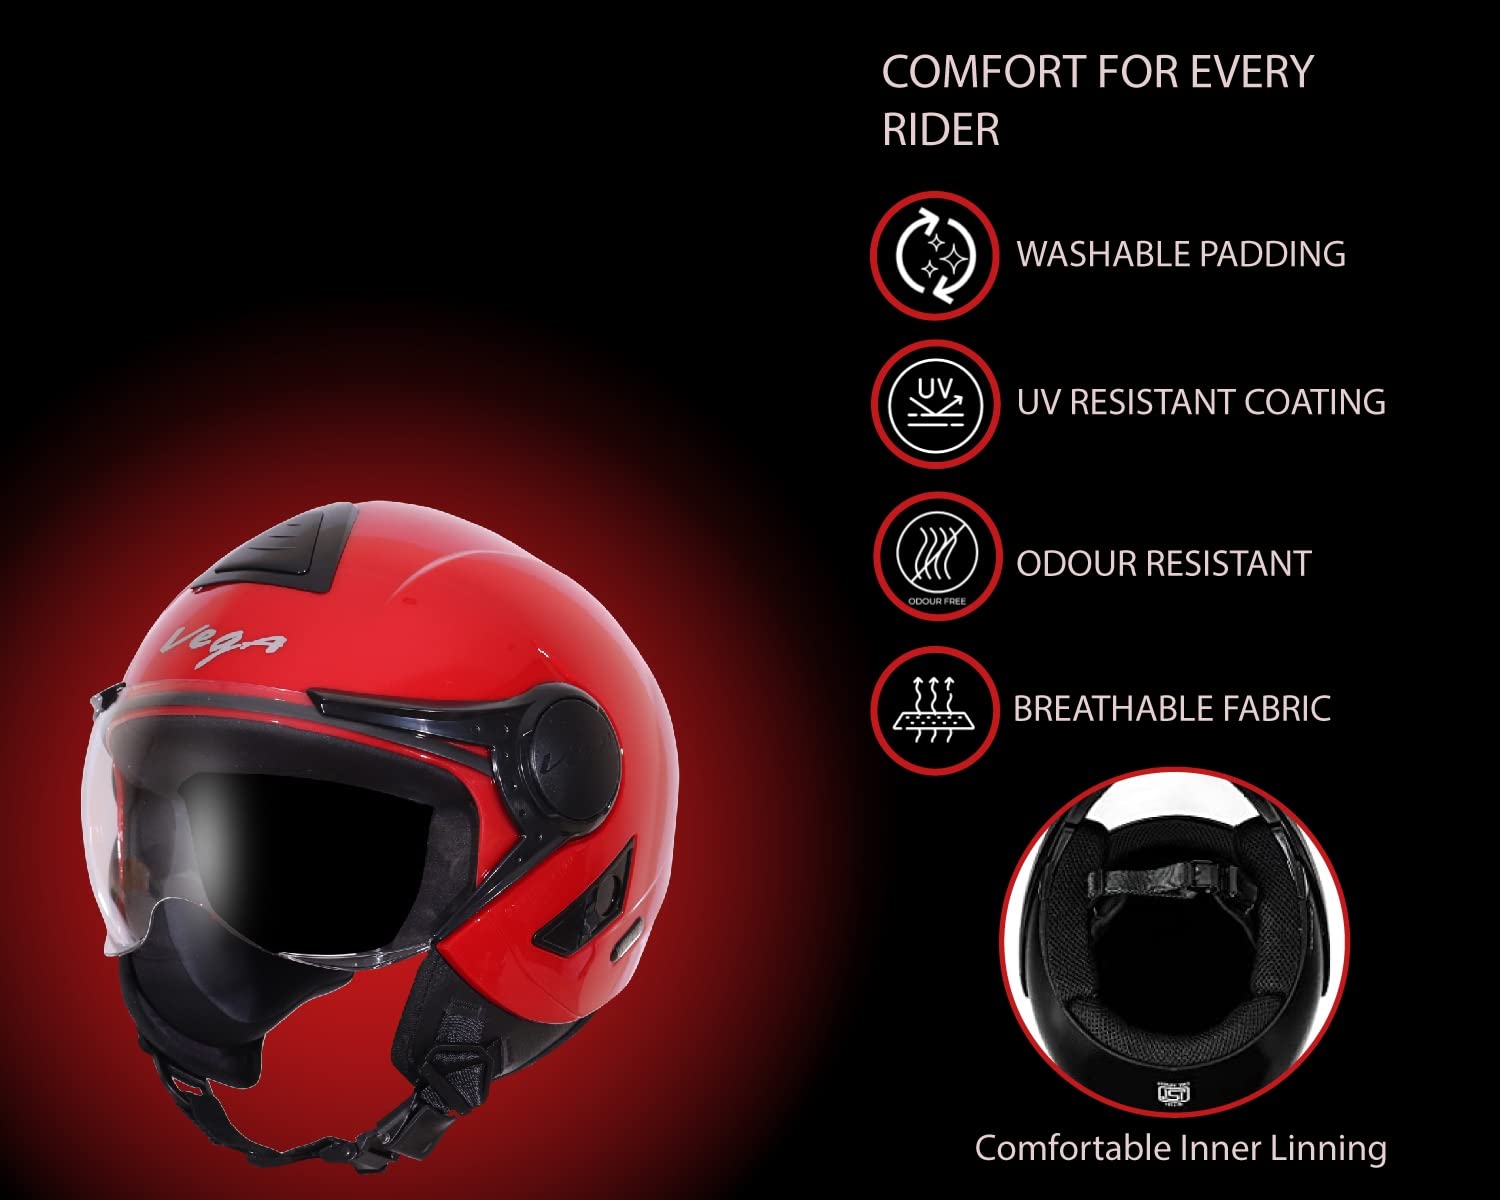 COMFORT FOR EVERY
RIDER
WASHABLE PADDING
UV
UV RESISTANT COATING
ODOUR FREE
ODOUR RESISTANT
BREATHABLE FABRIC
Vega
ISI
Comfortable Inner Linning